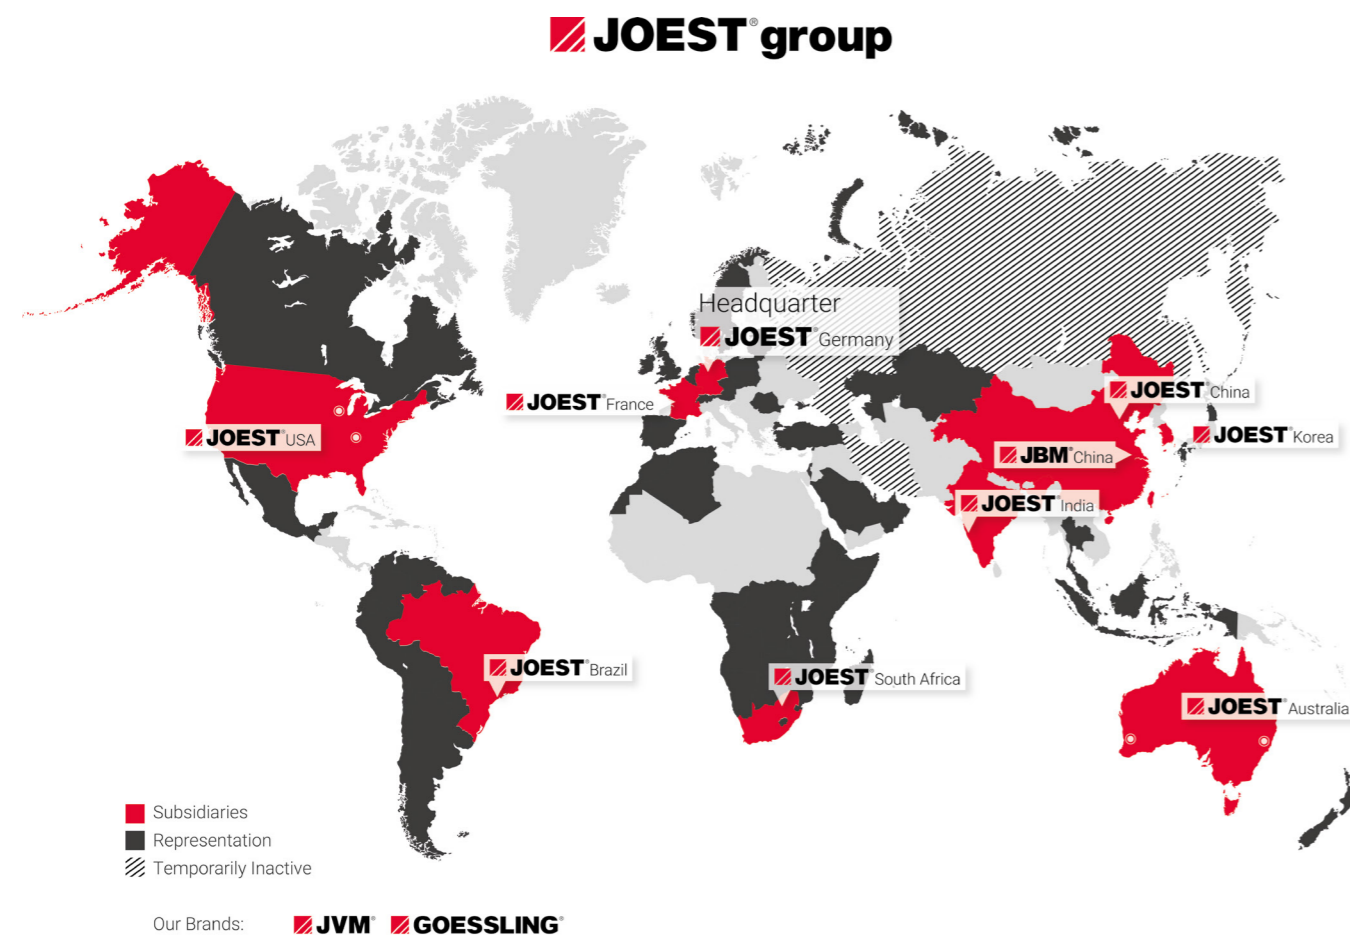 JOEST® group
Headquarter
JOEST® Germany
JOEST® France
JOEST® China
JOEST® USA
JOEST® Korea
JBM® China
JOEST® India
JOEST® Brazil
JOEST® South Africa
JOEST® Australia
Subsidiaries
Representation
Temporarily Inactive
Our Brands: JVM® GOESSLING®